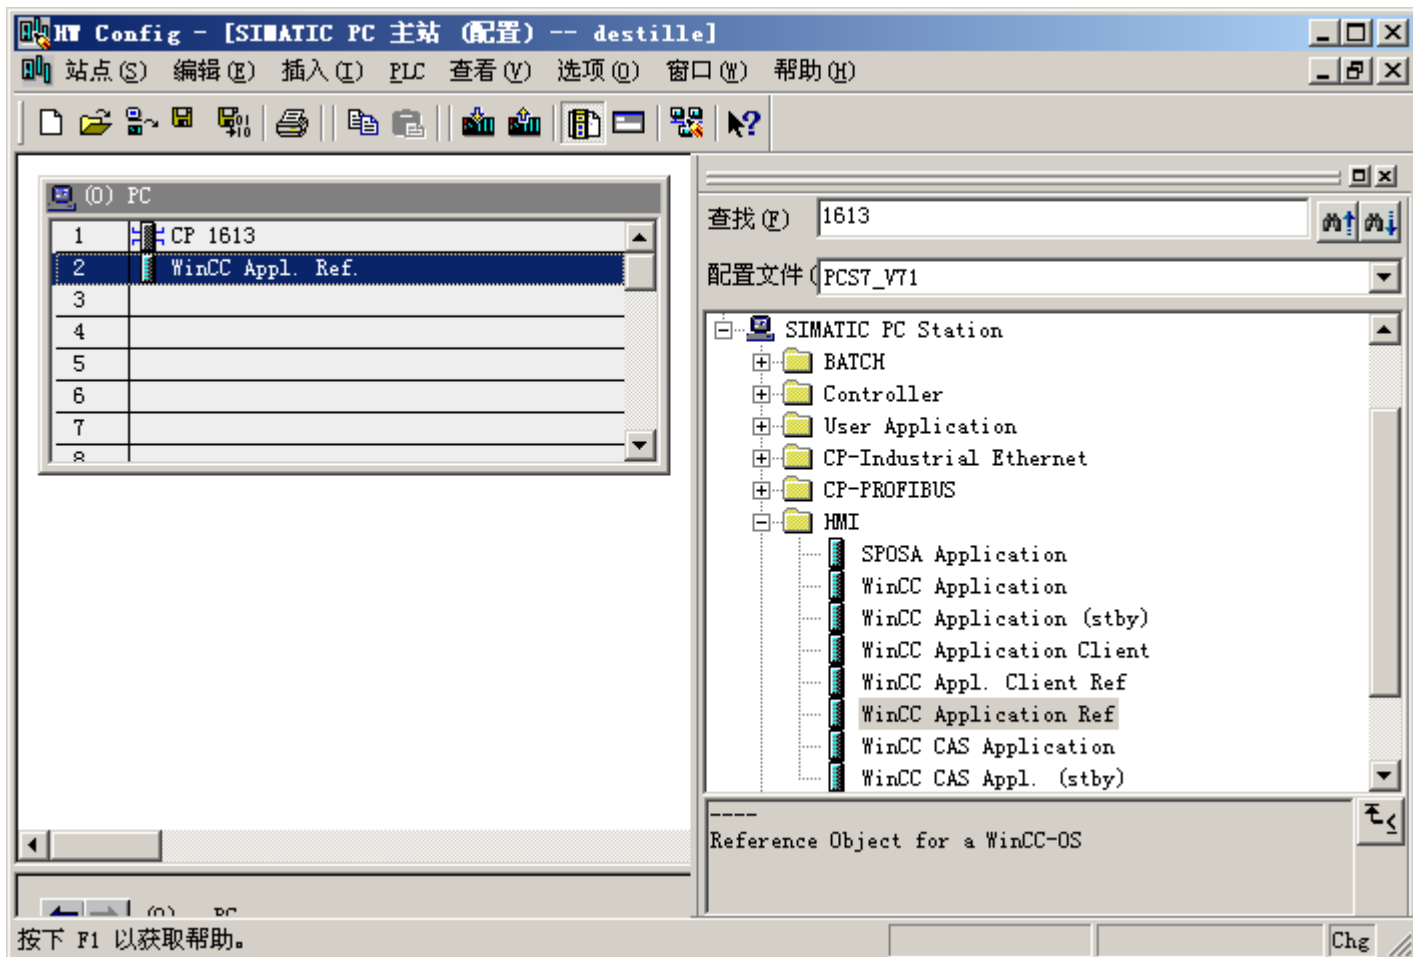 HW Config - [SIMATIC PC 主站 (配置) -- destille]
站点(S) 编辑(E) 插入(I) PLC 查看(V) 选项(O) 窗口(W) 帮助(H)
(0) PC
1 CP 1613
2 WinCC Appl. Ref.
3
4
5
6
7
8
查找(F) 1613
配置文件( PCS7_V71
SIMATIC PC Station
BATCH
Controller
User Application
CP-Industrial Ethernet
CP-PROFIBUS
HMI
SPOSA Application
WinCC Application
WinCC Application (stby)
WinCC Application Client
WinCC Appl. Client Ref
WinCC Application Ref
WinCC CAS Application
WinCC CAS Appl. (stby)
----
Reference Object for a WinCC-OS
(0) PC
按下 F1 以获取帮助。
Chg